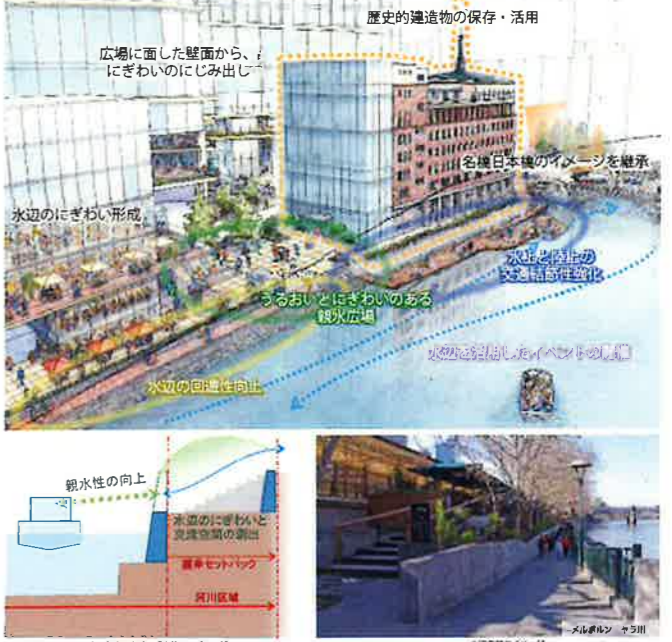 歴史的建造物の保存・活用
広場に面した壁面から、
にぎわいのにじみ出し
名橋日本橋のイメージを継承
水辺のにぎわい形成
水上と陸上の
交通結節性強化
うるおいとにぎわいのある
親水広場
水辺を活用したイベントの開催
水辺の回遊性向上
親水性の向上
水辺のにぎわいと
交流空間の創出
護岸セットバック
河川区域
メルボルン ヤラ川